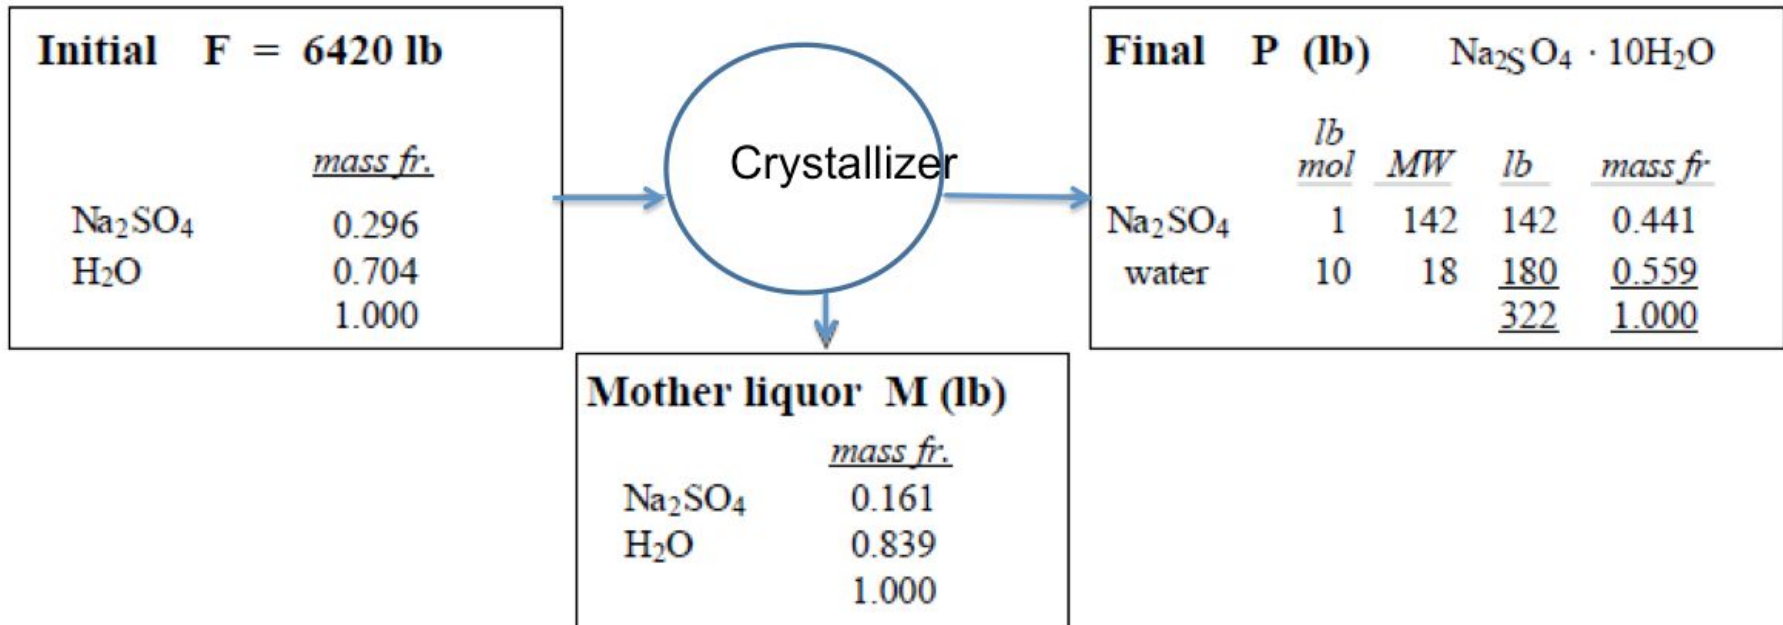 Initial F = 6420 lb
mass fr.
Na₂SO₄ 0.296
H₂O 0.704
1.000
Crystallizer
Final P (lb) Na₂SO₄ · 10H₂O
lb
mol MW lb mass fr
Na₂SO₄ 1 142 142 0.441
water 10 18 180 0.559
322 1.000
Mother liquor M (lb)
mass fr.
Na₂SO₄ 0.161
H₂O 0.839
1.000